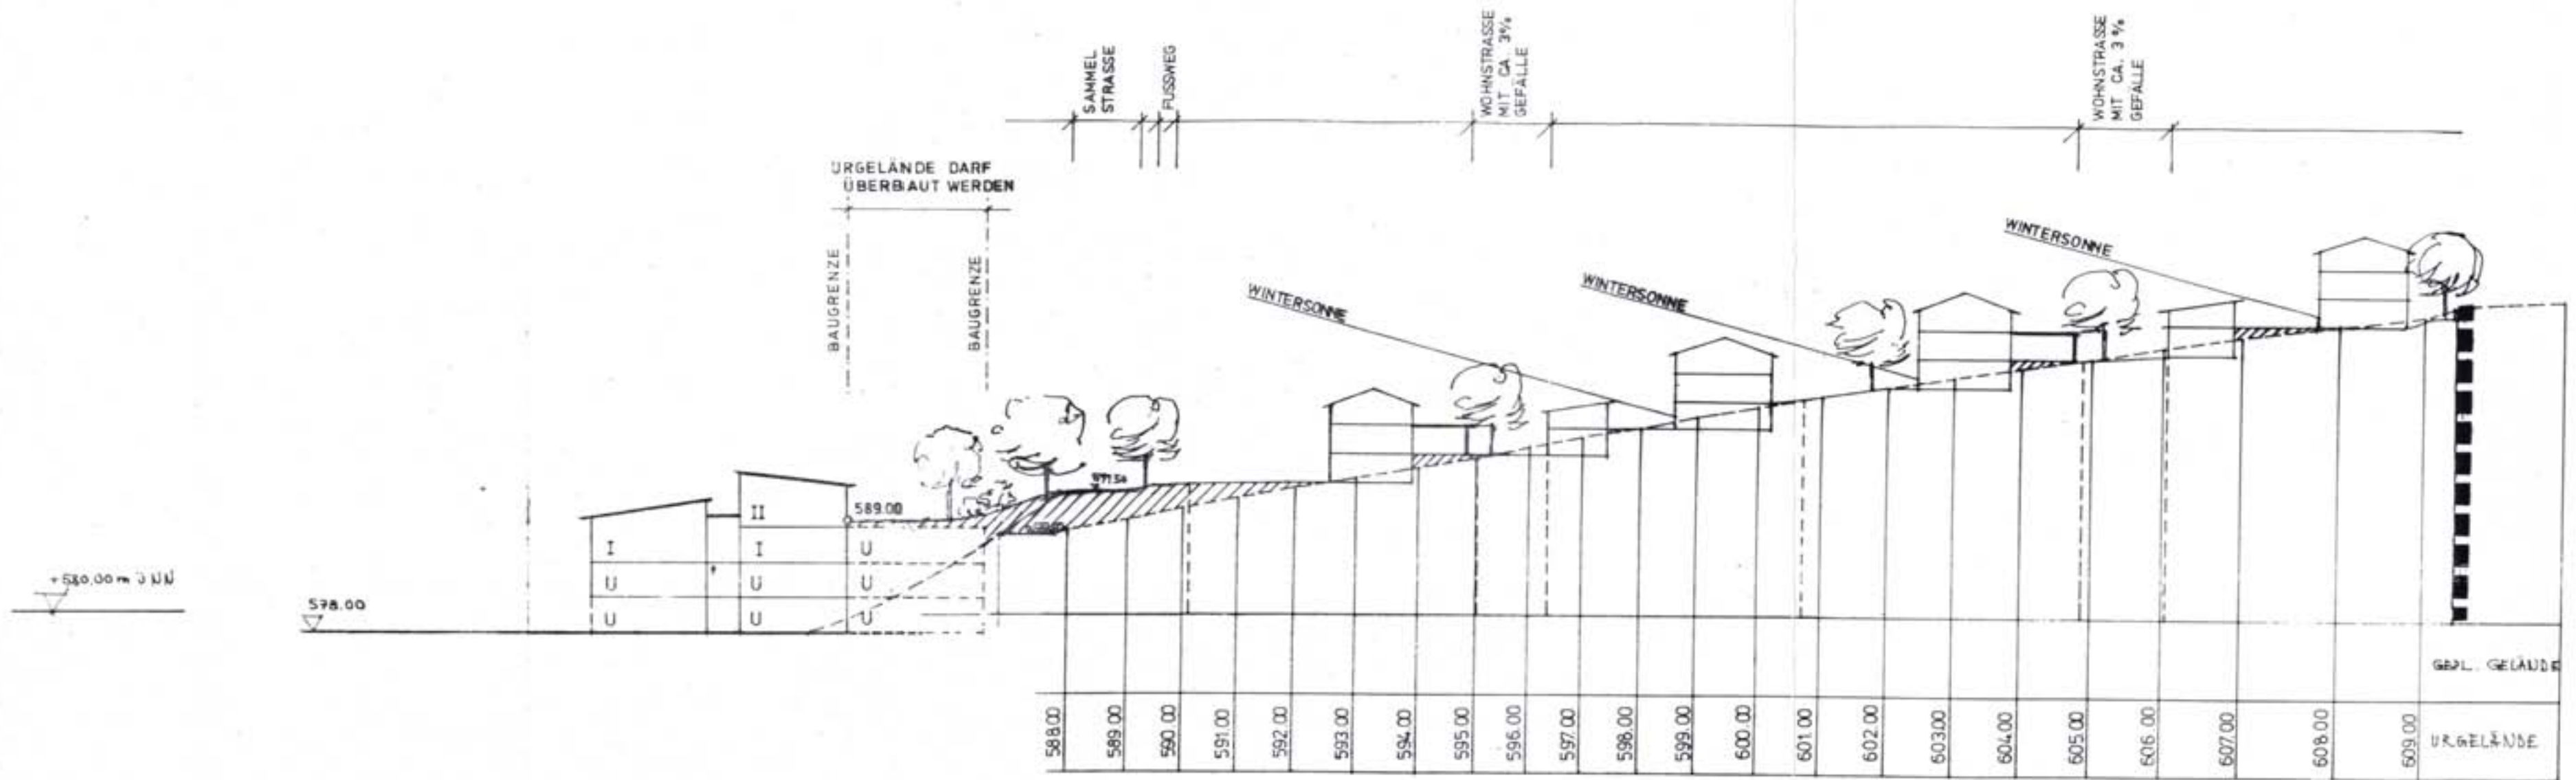 SAMMEL
STRASSE
FUSSWEG
WOHNSTRASSE
MIT CA. 3%
GEFÄLLE
WOHNSTRASSE
MIT CA. 3%
GEFÄLLE
URGELÄNDE DARF
ÜBERBAUT WERDEN
BAUGRENZE
BAUGRENZE
WINTERSONNE
WINTERSONNE
WINTERSONNE
II
589.00
I
I
U
U
U
U
U
U
U
+580,00 m Ü NN
578.00
GEPL. GELÄNDE
588.00
589.00
590.00
591.00
592.00
593.00
594.00
595.00
596.00
597.00
598.00
599.00
600.00
601.00
602.00
603.00
604.00
605.00
606.00
607.00
608.00
609.00
URGELÄNDE